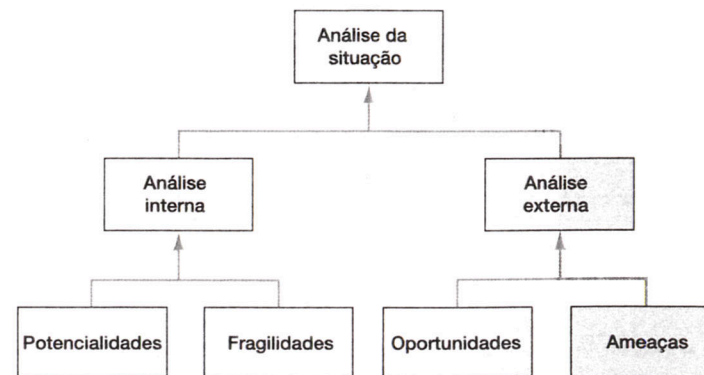 Análise da
situação
Análise
interna
Análise
externa
Potencialidades
Fragilidades
Oportunidades
Ameaças